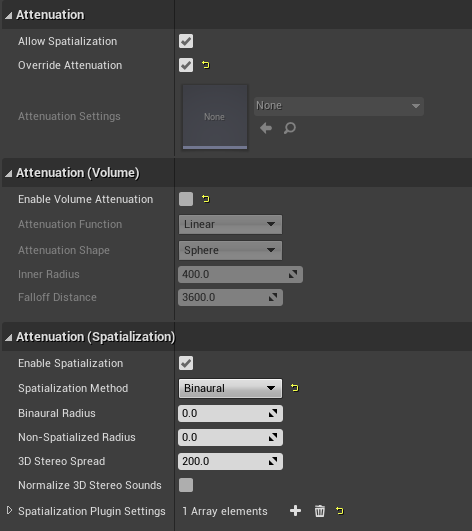 Attenuation
Allow Spatialization
Override Attenuation
Attenuation Settings None None
Attenuation (Volume)
Enable Volume Attenuation
Attenuation Function Linear
Attenuation Shape Sphere
Inner Radius 400.0
Falloff Distance 3600.0
Attenuation (Spatialization)
Enable Spatialization
Spatialization Method Binaural
Binaural Radius 0.0
Non-Spatialized Radius 0.0
3D Stereo Spread 200.0
Normalize 3D Stereo Sounds
Spatialization Plugin Settings 1 Array elements